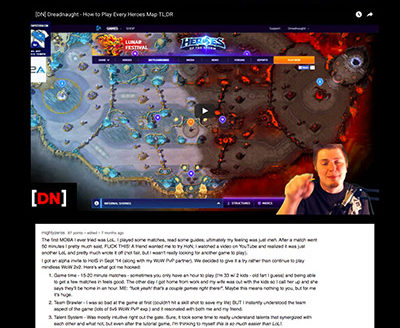 [DN] Dreadnaught - How to Play Every Heroes Map TL;DR
GAMES SHOP
LUNAR
FESTIVAL
HEROES
OF THE STORM
INFERNAL SHRINES
STRUCTURES
MERCS
[DN]
37 points • edited • 7 months ago
The first MOBA I ever tried was LoL. I played some matches, read some guides, ultimately my feeling was just meh. After a match went
50 minutes I pretty much said, FUCK THIS! A friend wanted me to try HoN, I watched a video on YouTube and realized it was just
another LoL and pretty much wrote it off (not fair, but I wasn't really looking for another game to play).
I got an alpha invite to HotS in Sept '14 (along with my WoW PvP partner). We decided to give it a try rather than continue to play
mindless WoW 2v2. Here's what got me hooked:
1. Game time - 15-20 minute matches - sometimes you only have an hour to play (I'm 33 w/ 2 kids - old fart I guess) and being able
to get a few matches in feels good. The other day I got home from work and my wife was out with the kids so I call her up and she
says they'll be home in an hour. ME: "fuck yeah! that's a couple games right there!". Maybe this means nothing to you, but for me
it's huge.
2. Team Brawler - I was so bad at the game at first (couldn't hit a skill shot to save my life) BUT I instantly understood the team
aspect of the game (lots of 5v5 WoW PvP exp.) and it resonated with both me and my friend.
3. Talent System - Was mostly intuitive right out the gate. Sure, it took some time to really understand talents that synergized with
each other and what not, but even after the tutorial game, I'm thinking to myself this is so much easier than LoL!